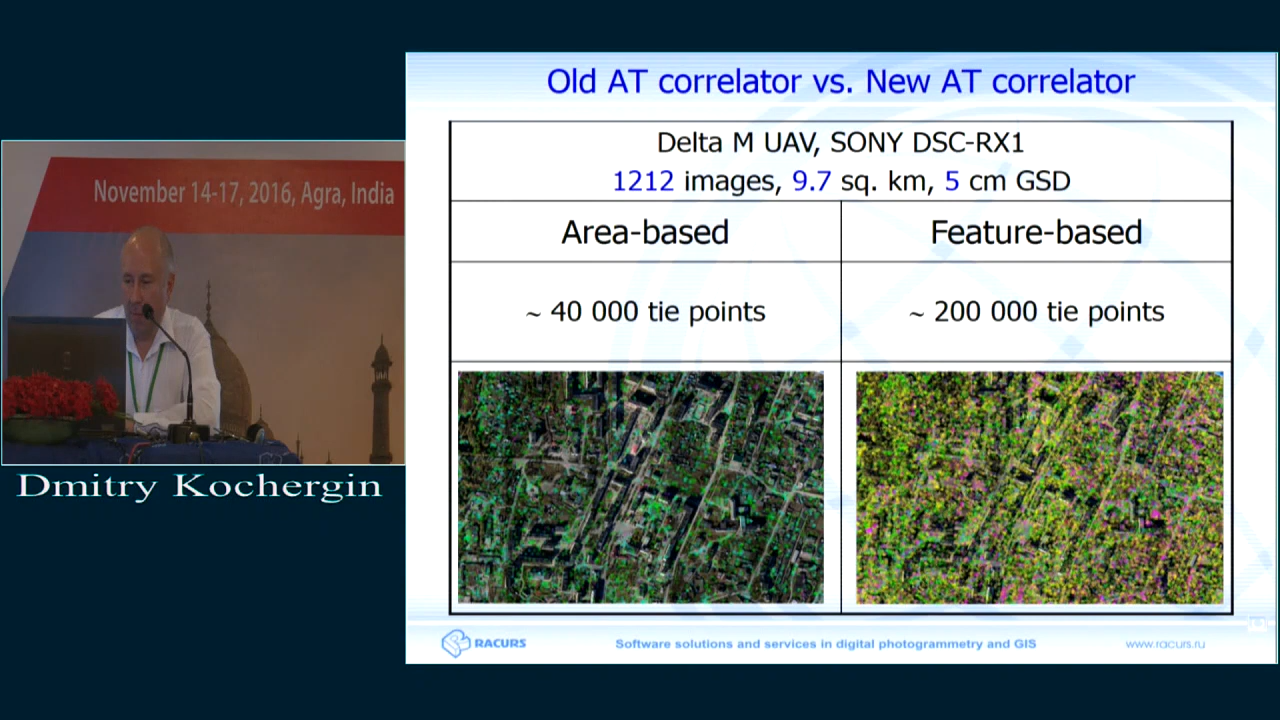 November 14-17, 2016, Agra, India
Dmitry Kochergin
Old AT correlator vs. New AT correlator
Delta M UAV, SONY DSC-RX1
1212 images, 9.7 sq. km, 5 cm GSD
Area-based
Feature-based
~ 40 000 tie points
~ 200 000 tie points
RACURS
Software solutions and services in digital photogrammetry and GIS
www.racurs.ru